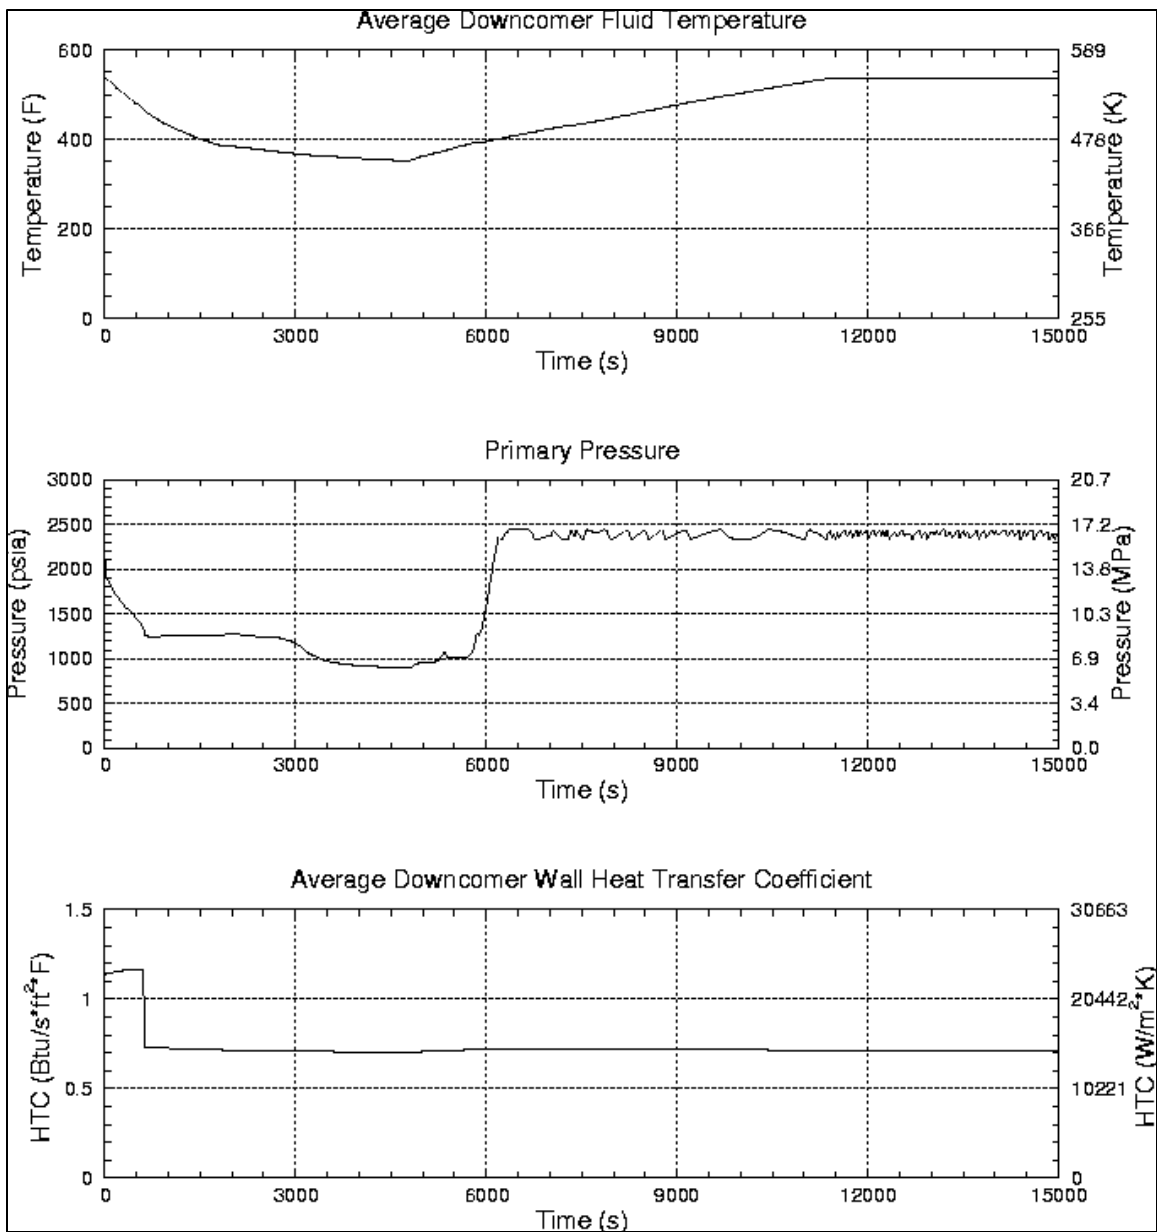 Average Downcomer Fluid Temperature
600 589
400 478
200 366
0 255
Temperature (F)
Temperature (K)
0 3000 6000 9000 12000 15000
Time (s)
Primary Pressure
3000 20.7
2500 17.2
2000 13.8
1500 10.3
1000 6.9
500 3.4
0 0.0
Pressure (psia)
Pressure (MPa)
0 3000 6000 9000 12000 15000
Time (s)
Average Downcomer Wall Heat Transfer Coefficient
1.5 30663
1 20442
0.5 10221
0 0
HTC (Btu/s*ft²*F)
HTC (W/m²*K)
0 3000 6000 9000 12000 15000
Time (s)